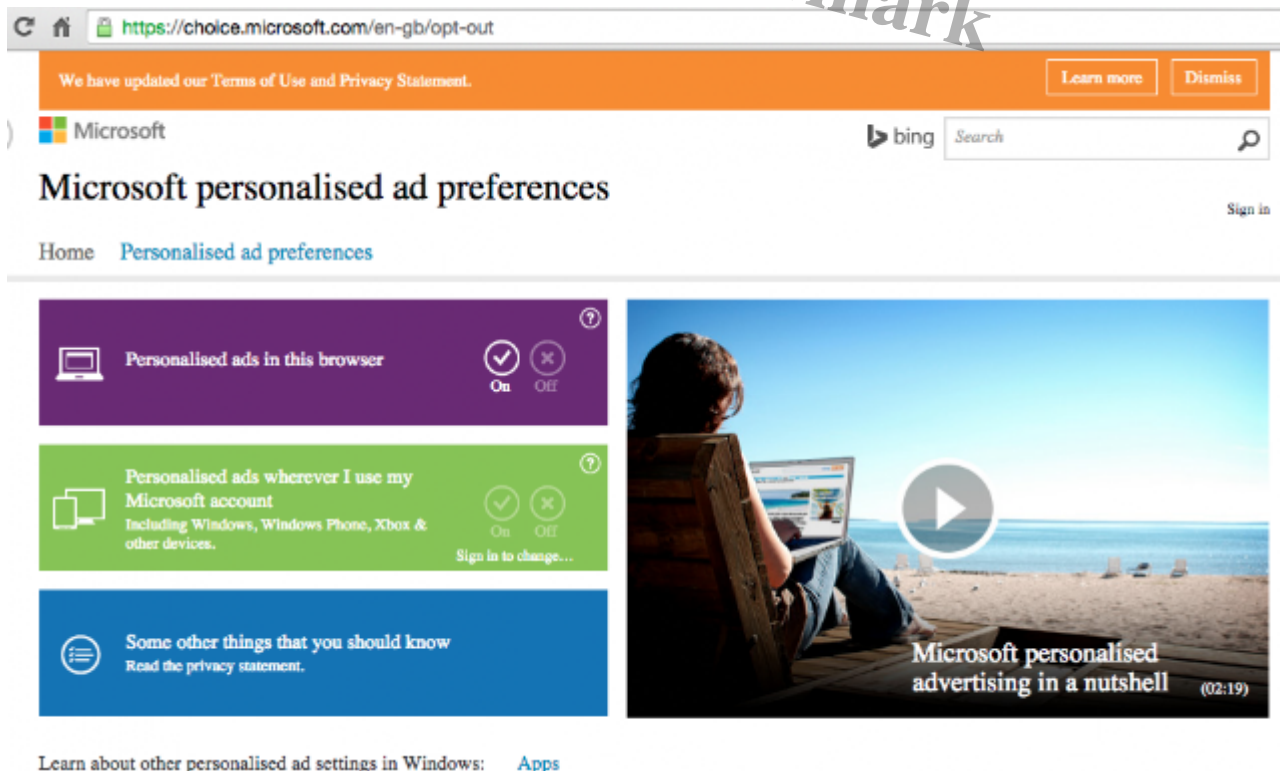 https://choice.microsoft.com/en-gb/opt-out
We have updated our Terms of Use and Privacy Statement.
Learn more
Dismiss
Microsoft
bing
Search
Microsoft personalised ad preferences
Sign in
Home Personalised ad preferences
Personalised ads in this browser
On Off
Personalised ads wherever I use my
Microsoft account
Including Windows, Windows Phone, Xbox &
other devices.
On Off
Sign in to change...
Some other things that you should know
Read the privacy statement.
Microsoft personalised
advertising in a nutshell (02:19)
Learn about other personalised ad settings in Windows: Apps